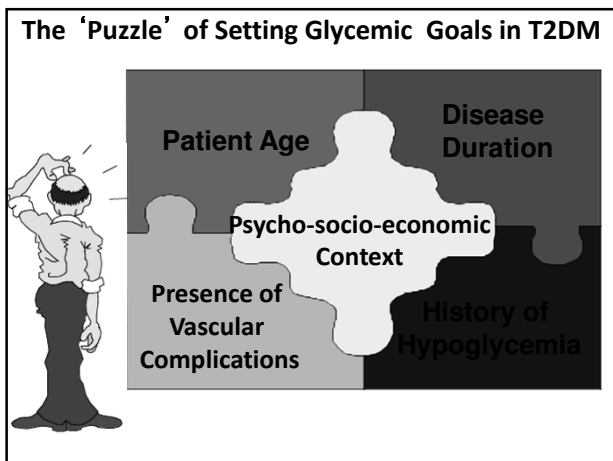 The ‘Puzzle’ of Setting Glycemic Goals in T2DM
Patient Age
Disease
Duration
Psycho-socio-economic
Context
Presence of
Vascular
Complications
History of
Hypoglycemia